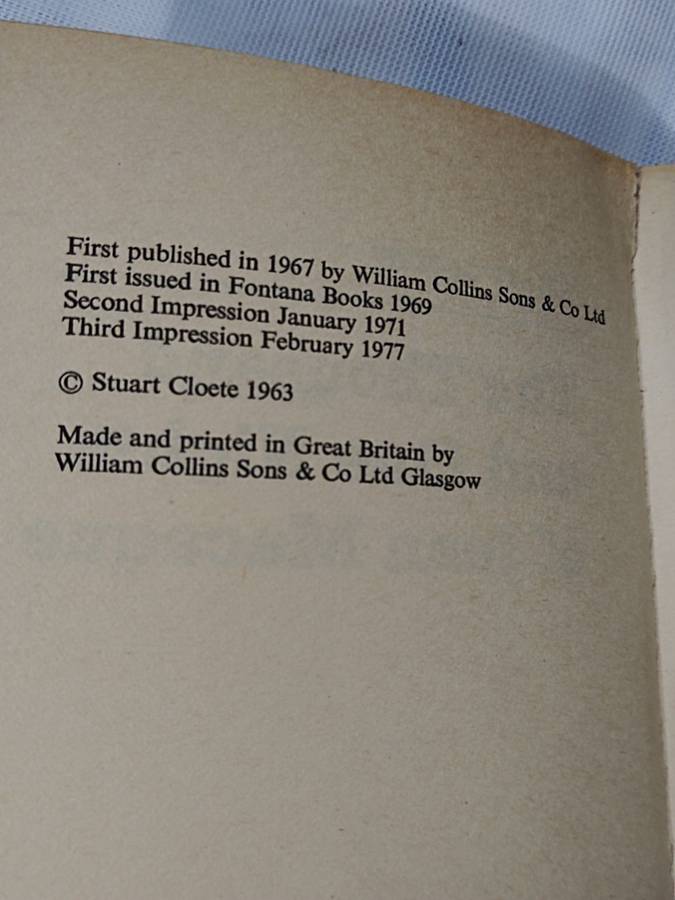 First published in 1967 by William Collins Sons & Co Ltd
First issued in Fontana Books 1969
Second Impression January 1971
Third Impression February 1977
© Stuart Cloete 1963
Made and printed in Great Britain by
William Collins Sons & Co Ltd Glasgow